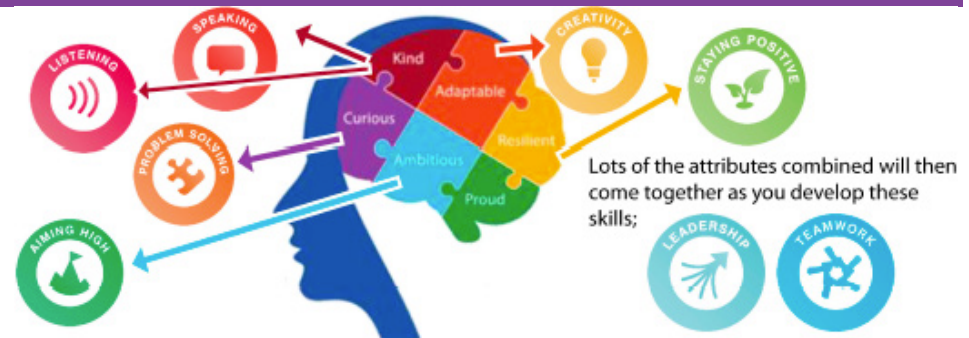 SPEAKING
CREATIVITY
LISTENING
Kind
STAYING POSITIVE
Adaptable
Curious
PROBLEM SOLVING
Resilient
Ambitious
Lots of the attributes combined will then
come together as you develop these
skills;
Proud
AIMING HIGH
LEADERSHIP
TEAMWORK